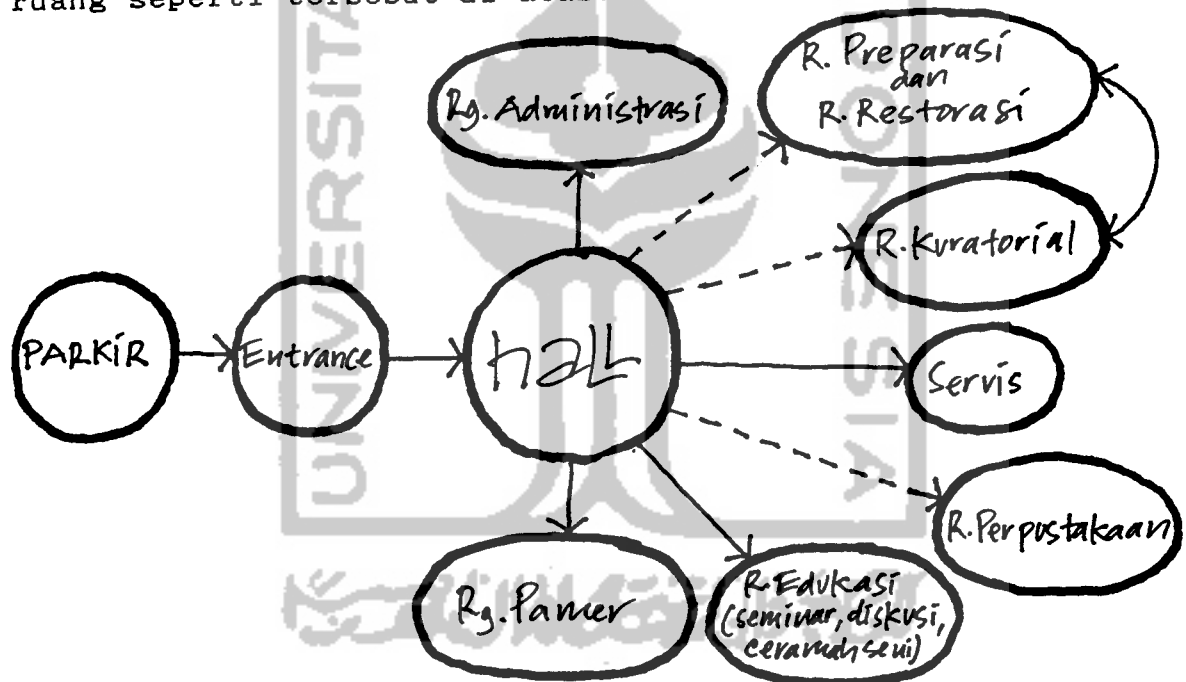 ruang seperti tersebut di
Rg. Administrasi
R. Preparasi
dan
R. Restorasi
R. Kuratorial
PARKIR
Entrance
hall
Servis
R. Perpustakaan
Rg. Pamer
R. Edukasi
(seminar, diskusi,
ceramah seni)
UNIVERSITA